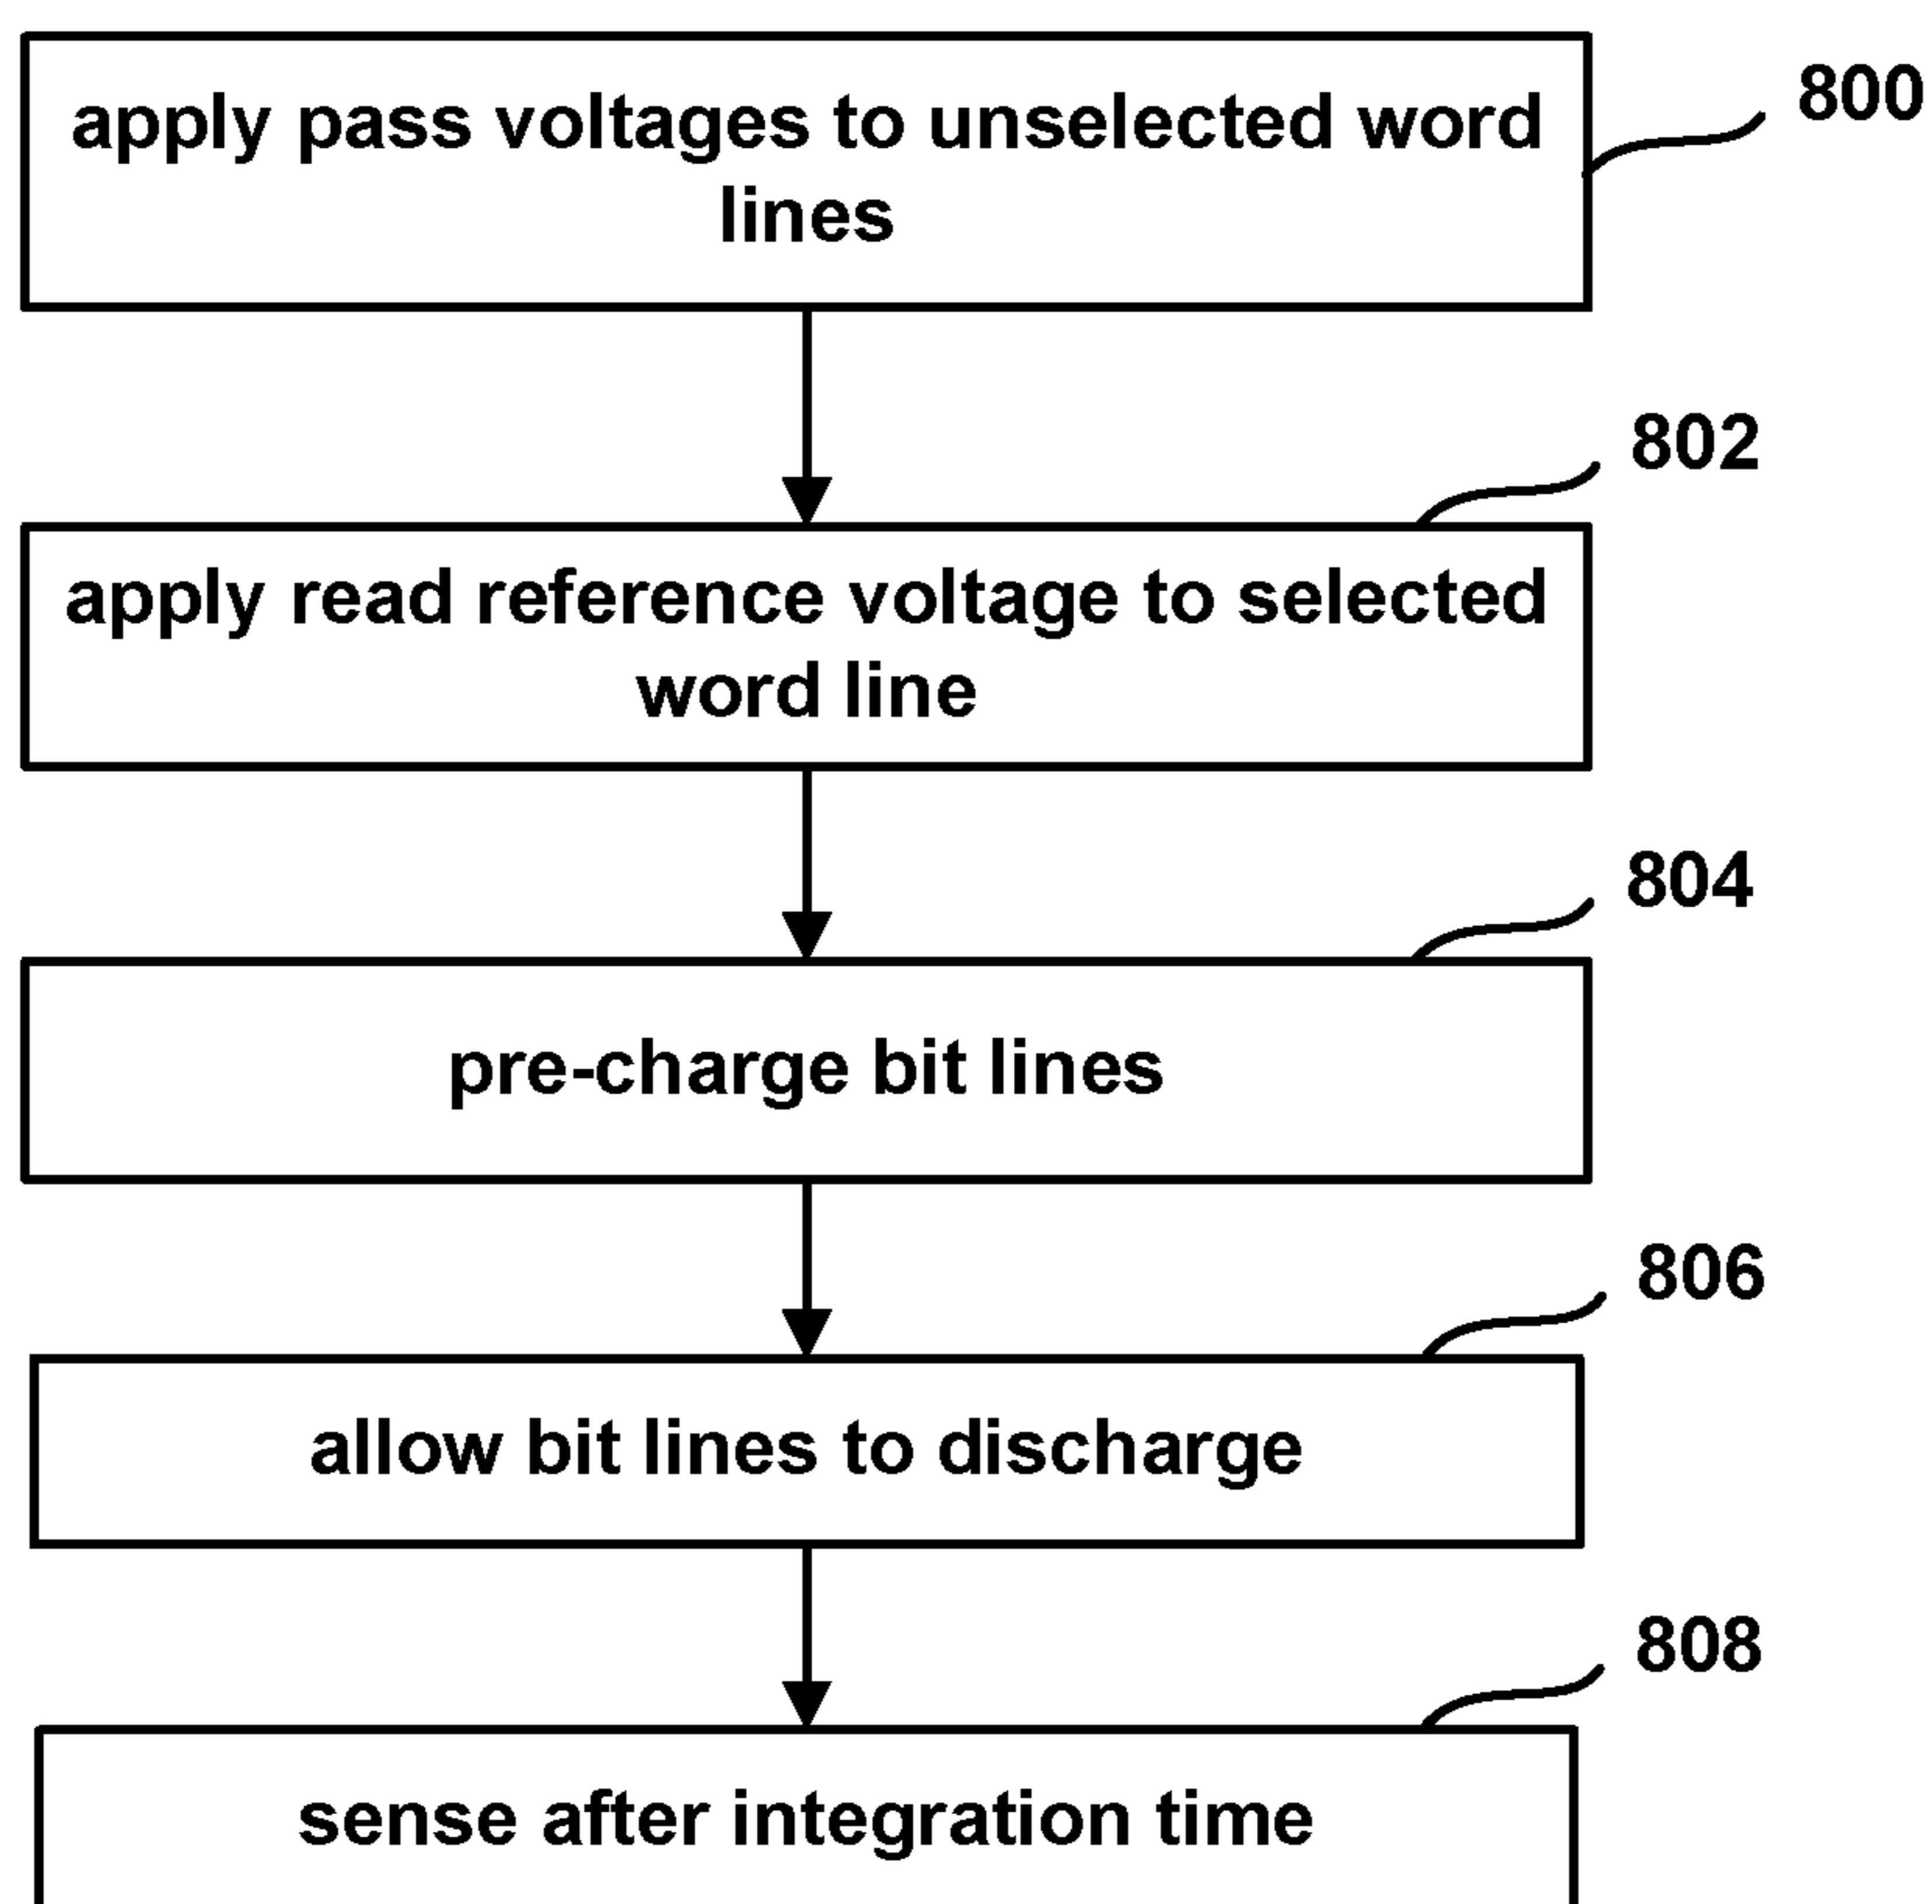 apply pass voltages to unselected word
lines
800
802
apply read reference voltage to selected
word line
804
pre-charge bit lines
806
allow bit lines to discharge
808
sense after integration time